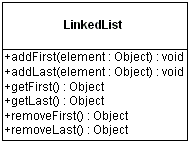 LinkedList
+addFirst(element : Object) : void
+addLast(element : Object) : void
+getFirst() : Object
+getLast() : Object
+removeFirst() : Object
+removeLast() : Object